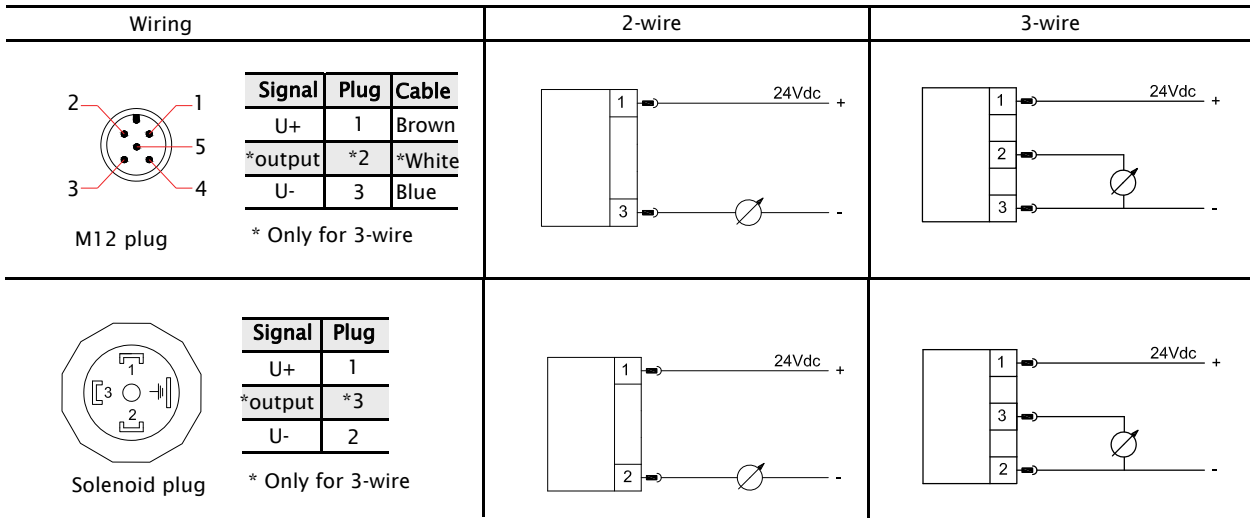 Wiring
2-wire
3-wire
2
1
5
3
4
M12 plug
Signal Plug Cable
U+ 1 Brown
*output *2 *White
U- 3 Blue
* Only for 3-wire
1 24Vdc +
3 -
1 24Vdc +
2
3 -
1
3
2
Solenoid plug
Signal Plug
U+ 1
*output *3
U- 2
* Only for 3-wire
1 24Vdc +
2 -
1 24Vdc +
3
2 -